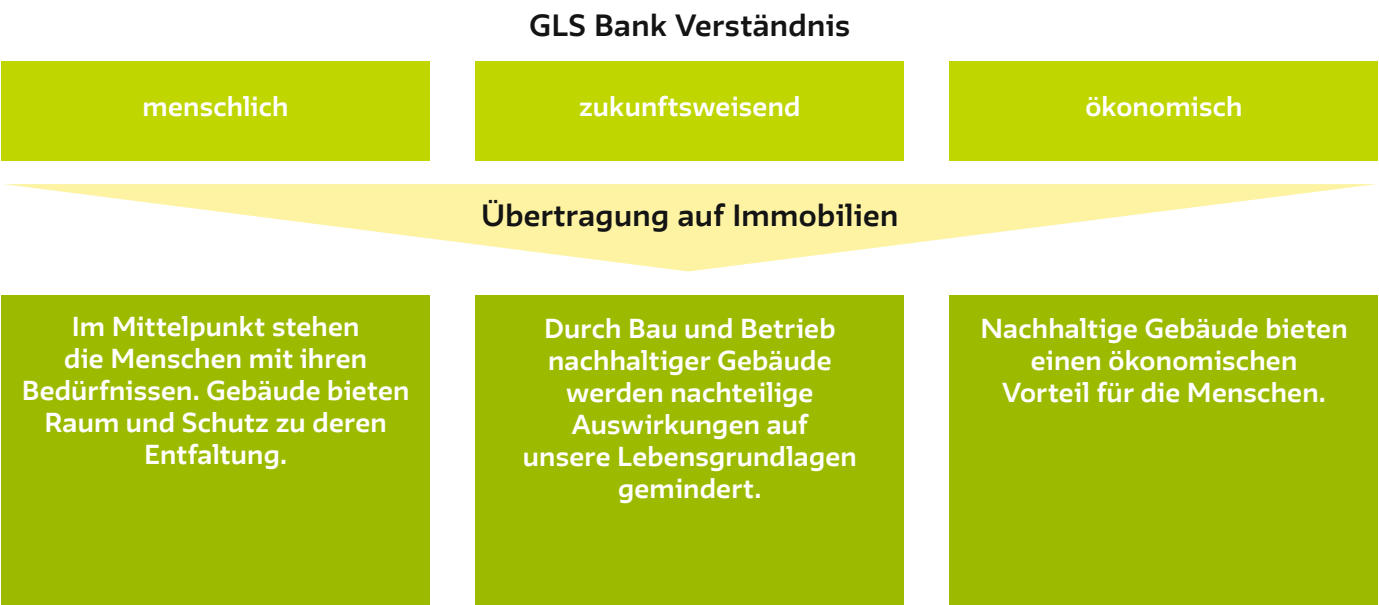 GLS Bank Verständnis
menschlich
zukunftsweisend
ökonomisch
Übertragung auf Immobilien
Im Mittelpunkt stehen
die Menschen mit ihren
Bedürfnissen. Gebäude bieten
Raum und Schutz zu deren
Entfaltung.
Durch Bau und Betrieb
nachhaltiger Gebäude
werden nachteilige
Auswirkungen auf
unsere Lebensgrundlagen
gemindert.
Nachhaltige Gebäude bieten
einen ökonomischen
Vorteil für die Menschen.